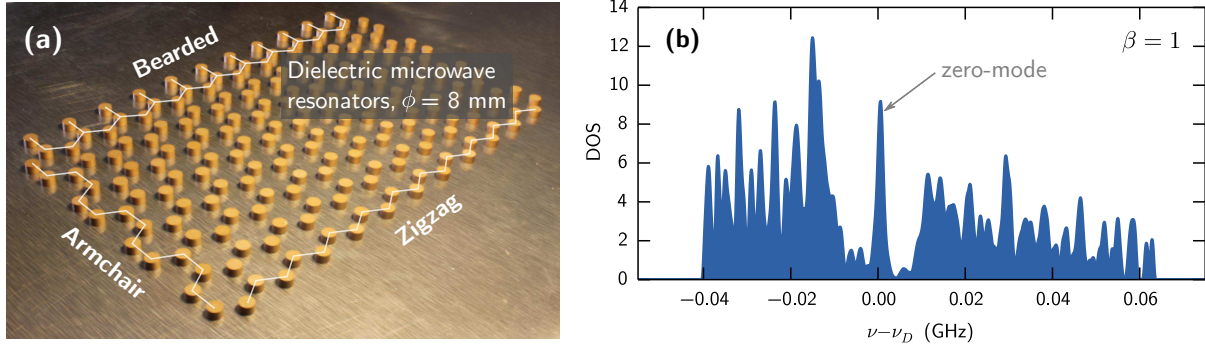 (a)
Bearded
Dielectric microwave
resonators, ϕ = 8 mm
Zigzag
Armchair
(b)
β = 1
zero-mode
DOS
14
12
10
8
6
4
2
0
−0.04 −0.02 0.00 0.02 0.04 0.06
ν−ν_D (GHz)